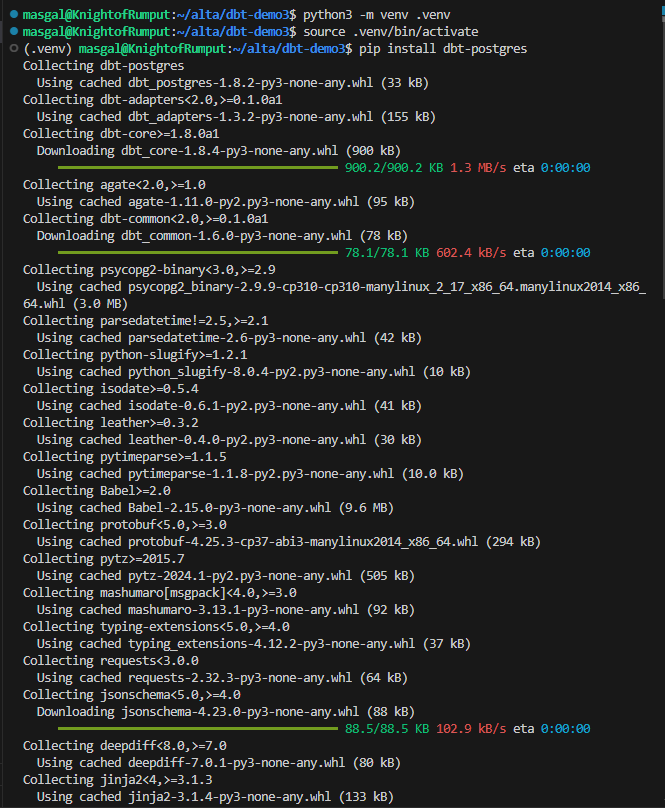 masgal@KnightofRumput:~/alta/dbt-demo3$ python3 -m venv .venv
masgal@KnightofRumput:~/alta/dbt-demo3$ source .venv/bin/activate
(.venv) masgal@KnightofRumput:~/alta/dbt-demo3$ pip install dbt-postgres
Collecting dbt-postgres
  Using cached dbt_postgres-1.8.2-py3-none-any.whl (33 kB)
Collecting dbt-adapters<2.0,>=0.1.0a1
  Using cached dbt_adapters-1.3.2-py3-none-any.whl (155 kB)
Collecting dbt-core>=1.8.0a1
  Downloading dbt_core-1.8.4-py3-none-any.whl (900 kB)
900.2/900.2 KB 1.3 MB/s eta 0:00:00
Collecting agate<2.0,>=1.0
  Using cached agate-1.11.0-py2.py3-none-any.whl (95 kB)
Collecting dbt-common<2.0,>=0.1.0a1
  Downloading dbt_common-1.6.0-py3-none-any.whl (78 kB)
78.1/78.1 KB 602.4 kB/s eta 0:00:00
Collecting psycopg2-binary<3.0,>=2.9
  Using cached psycopg2_binary-2.9.9-cp310-cp310-manylinux_2_17_x86_64.manylinux2014_x86_
64.whl (3.0 MB)
Collecting parsedatetime!=2.5,>=2.1
  Using cached parsedatetime-2.6-py3-none-any.whl (42 kB)
Collecting python-slugify>=1.2.1
  Using cached python_slugify-8.0.4-py2.py3-none-any.whl (10 kB)
Collecting isodate>=0.5.4
  Using cached isodate-0.6.1-py2.py3-none-any.whl (41 kB)
Collecting leather>=0.3.2
  Using cached leather-0.4.0-py2.py3-none-any.whl (30 kB)
Collecting pytimeparse>=1.1.5
  Using cached pytimeparse-1.1.8-py2.py3-none-any.whl (10.0 kB)
Collecting Babel>=2.0
  Using cached Babel-2.15.0-py3-none-any.whl (9.6 MB)
Collecting protobuf<5.0,>=3.0
  Using cached protobuf-4.25.3-cp37-abi3-manylinux2014_x86_64.whl (294 kB)
Collecting pytz>=2015.7
  Using cached pytz-2024.1-py2.py3-none-any.whl (505 kB)
Collecting mashumaro[msgpack]<4.0,>=3.0
  Using cached mashumaro-3.13.1-py3-none-any.whl (92 kB)
Collecting typing-extensions<5.0,>=4.0
  Using cached typing_extensions-4.12.2-py3-none-any.whl (37 kB)
Collecting requests<3.0.0
  Using cached requests-2.32.3-py3-none-any.whl (64 kB)
Collecting jsonschema<5.0,>=4.0
  Downloading jsonschema-4.23.0-py3-none-any.whl (88 kB)
88.5/88.5 KB 102.9 kB/s eta 0:00:00
Collecting deepdiff<8.0,>=7.0
  Using cached deepdiff-7.0.1-py3-none-any.whl (80 kB)
Collecting jinja2<4,>=3.1.3
  Using cached jinja2-3.1.4-py3-none-any.whl (133 kB)